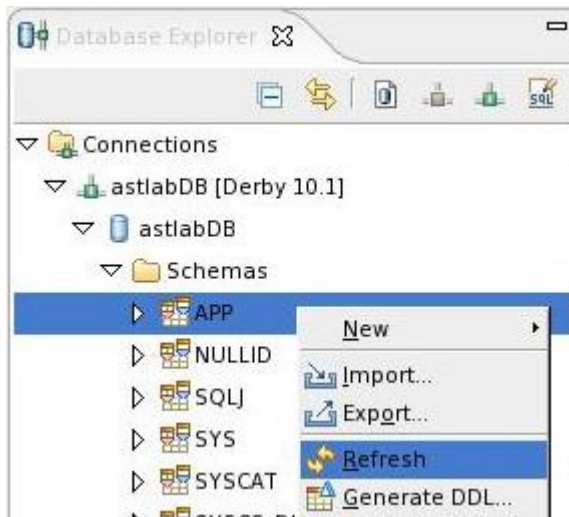 Database Explorer
SQL
Connections
astlabDB [Derby 10.1]
astlabDB
Schemas
APP
New
NULLID
Import...
SQLJ
Export...
SYS
Refresh
SYSCAT
Generate DDL...